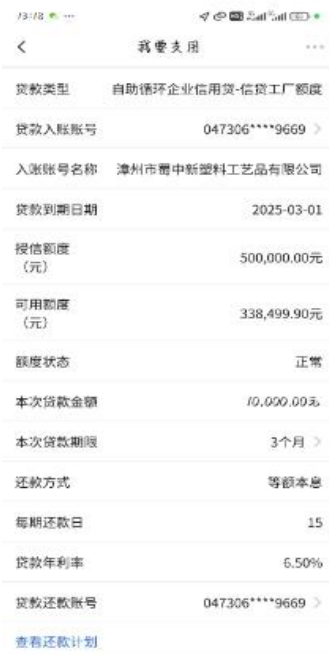 我要支用
贷款类型 自助循环企业信用贷-信贷工厂额度
贷款入账账号 047306****9669
入账账号名称 漳州市蜀中新塑料工艺品有限公司
贷款到期日期 2025-03-01
授信额度
（元） 500,000.00元
可用额度
（元） 338,499.90元
额度状态 正常
本次贷款金额 10,000.00元
本次贷款期限 3个月
还款方式 等额本息
每期还款日 15
贷款年利率 6.50%
贷款还款账号 047306****9669
查看还款计划